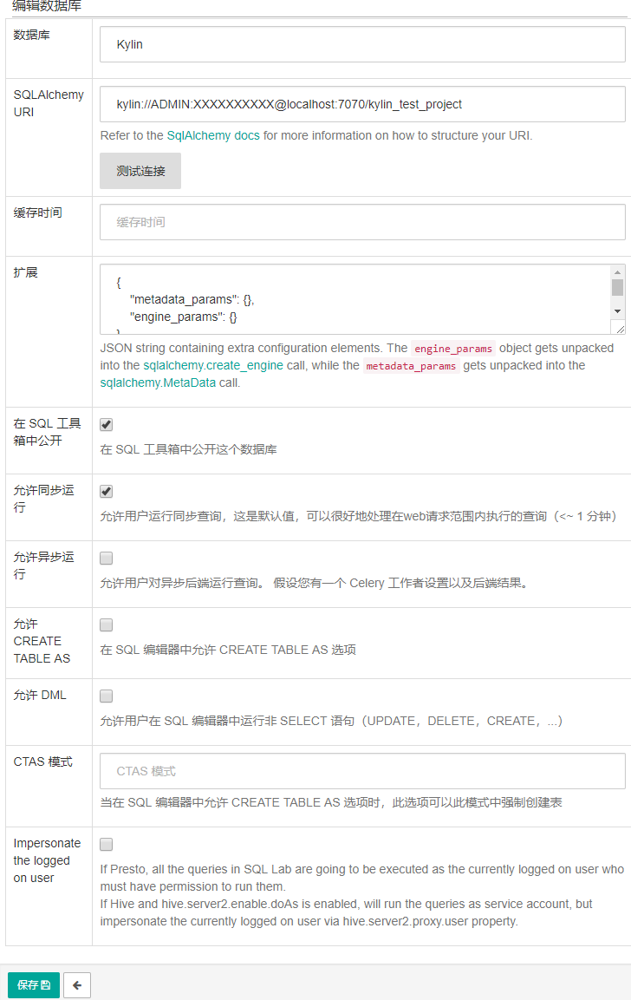 编辑数据库
数据库
Kylin
SQLAlchemy
URI
kylin://ADMIN:XXXXXXXXXX@localhost:7070/kylin_test_project
Refer to the SqlAlchemy docs for more information on how to structure your URI.
测试连接
缓存时间
缓存时间
扩展
{
"metadata_params": {},
"engine_params": {}
}
JSON string containing extra configuration elements. The engine_params object gets unpacked
into the sqlalchemy.create_engine call, while the metadata_params gets unpacked into the
sqlalchemy.MetaData call.
在 SQL 工具
箱中公开
在 SQL 工具箱中公开这个数据库
允许同步运
行
允许用户运行同步查询，这是默认值，可以很好地处理在web请求范围内执行的查询（<~ 1 分钟）
允许异步运
行
允许用户对异步后端运行查询。 假设您有一个 Celery 工作者设置以及后端结果。
允许
CREATE
TABLE AS
在 SQL 编辑器中允许 CREATE TABLE AS 选项
允许 DML
允许用户在 SQL 编辑器中运行非 SELECT 语句（UPDATE，DELETE，CREATE，...）
CTAS 模式
CTAS 模式
当在 SQL 编辑器中允许 CREATE TABLE AS 选项时，此选项可以此模式中强制创建表
Impersonate
the logged
on user
If Presto, all the queries in SQL Lab are going to be executed as the currently logged on user who
must have permission to run them.
If Hive and hive.server2.enable.doAs is enabled, will run the queries as service account, but
impersonate the currently logged on user via hive.server2.proxy.user property.
保存